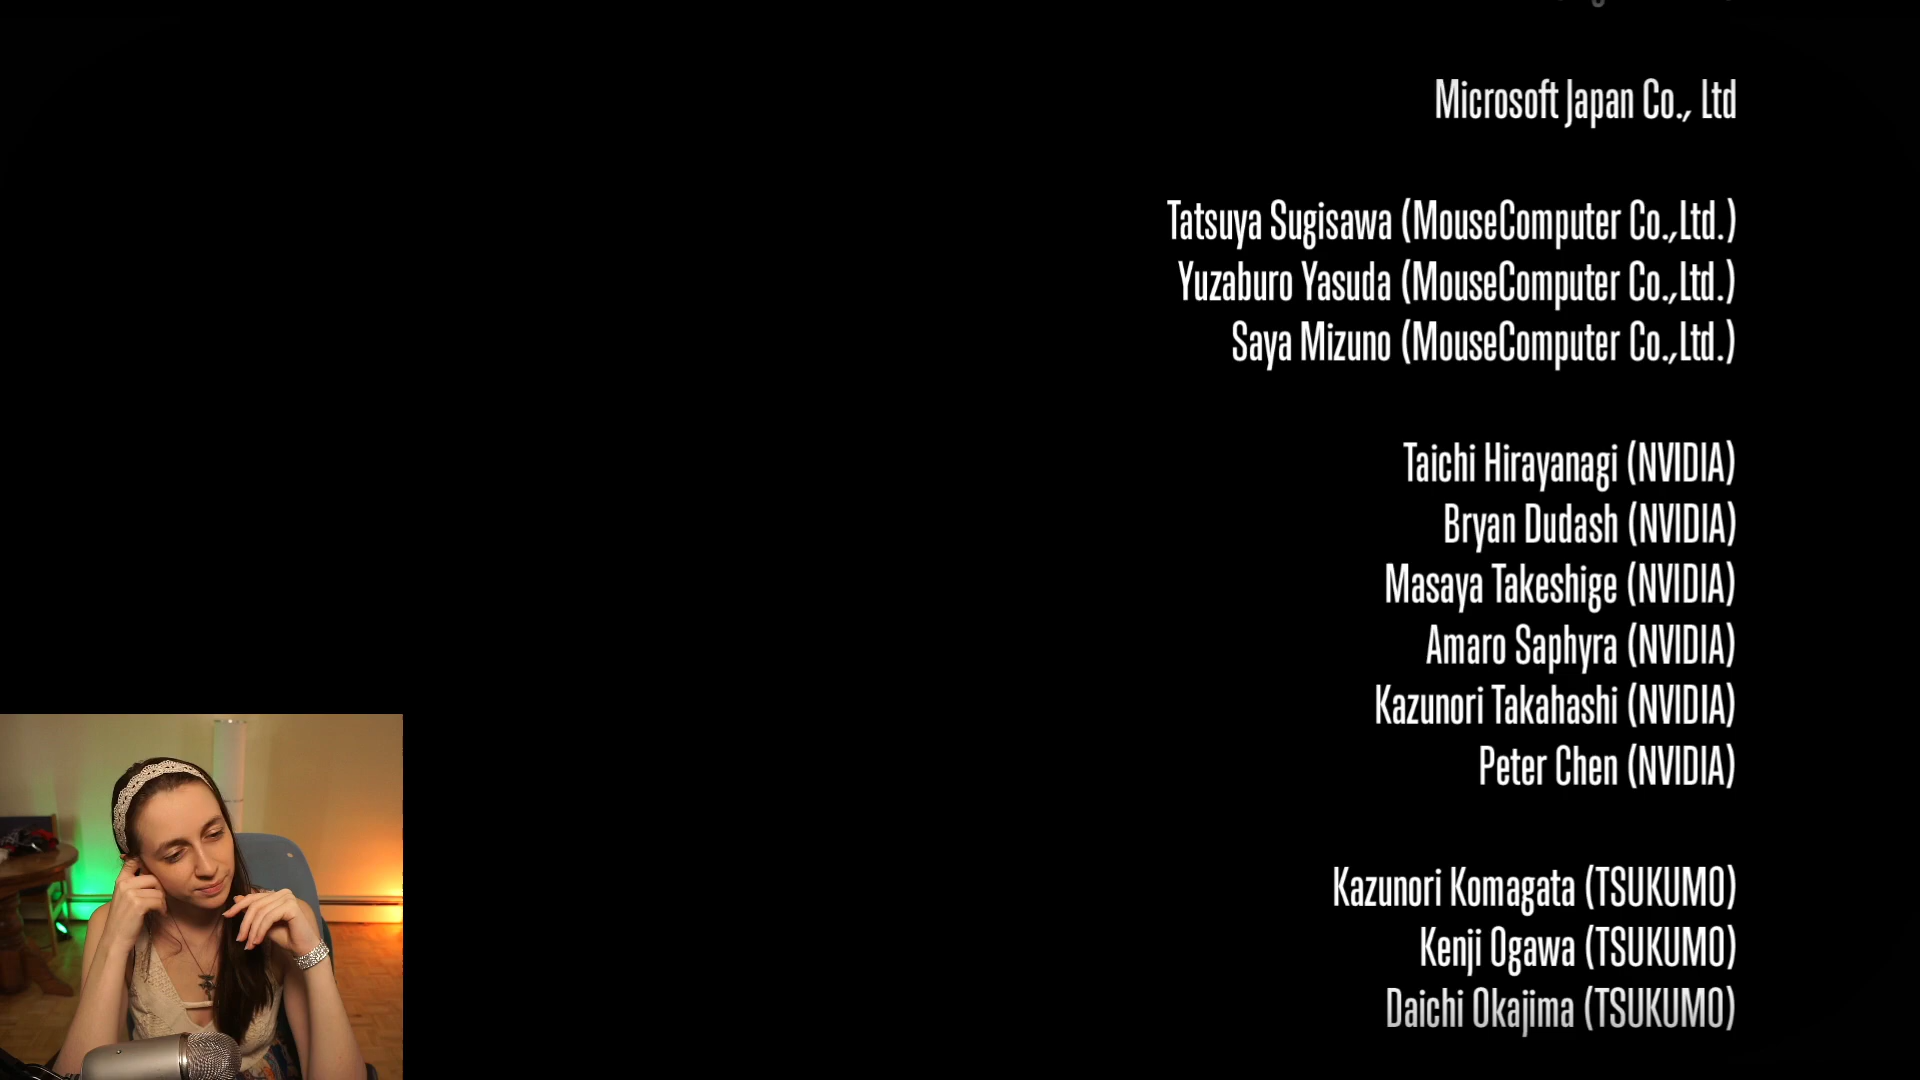 Microsoft Japan Co., Ltd
Tatsuya Sugisawa (MouseComputer Co.,Ltd.)
Yuzaburo Yasuda (MouseComputer Co.,Ltd.)
Saya Mizuno (MouseComputer Co.,Ltd.)
Taichi Hirayanagi (NVIDIA)
Bryan Dudash (NVIDIA)
Masaya Takeshige (NVIDIA)
Amaro Saphyra (NVIDIA)
Kazunori Takahashi (NVIDIA)
Peter Chen (NVIDIA)
Kazunori Komagata (TSUKUMO)
Kenji Ogawa (TSUKUMO)
Daichi Okajima (TSUKUMO)